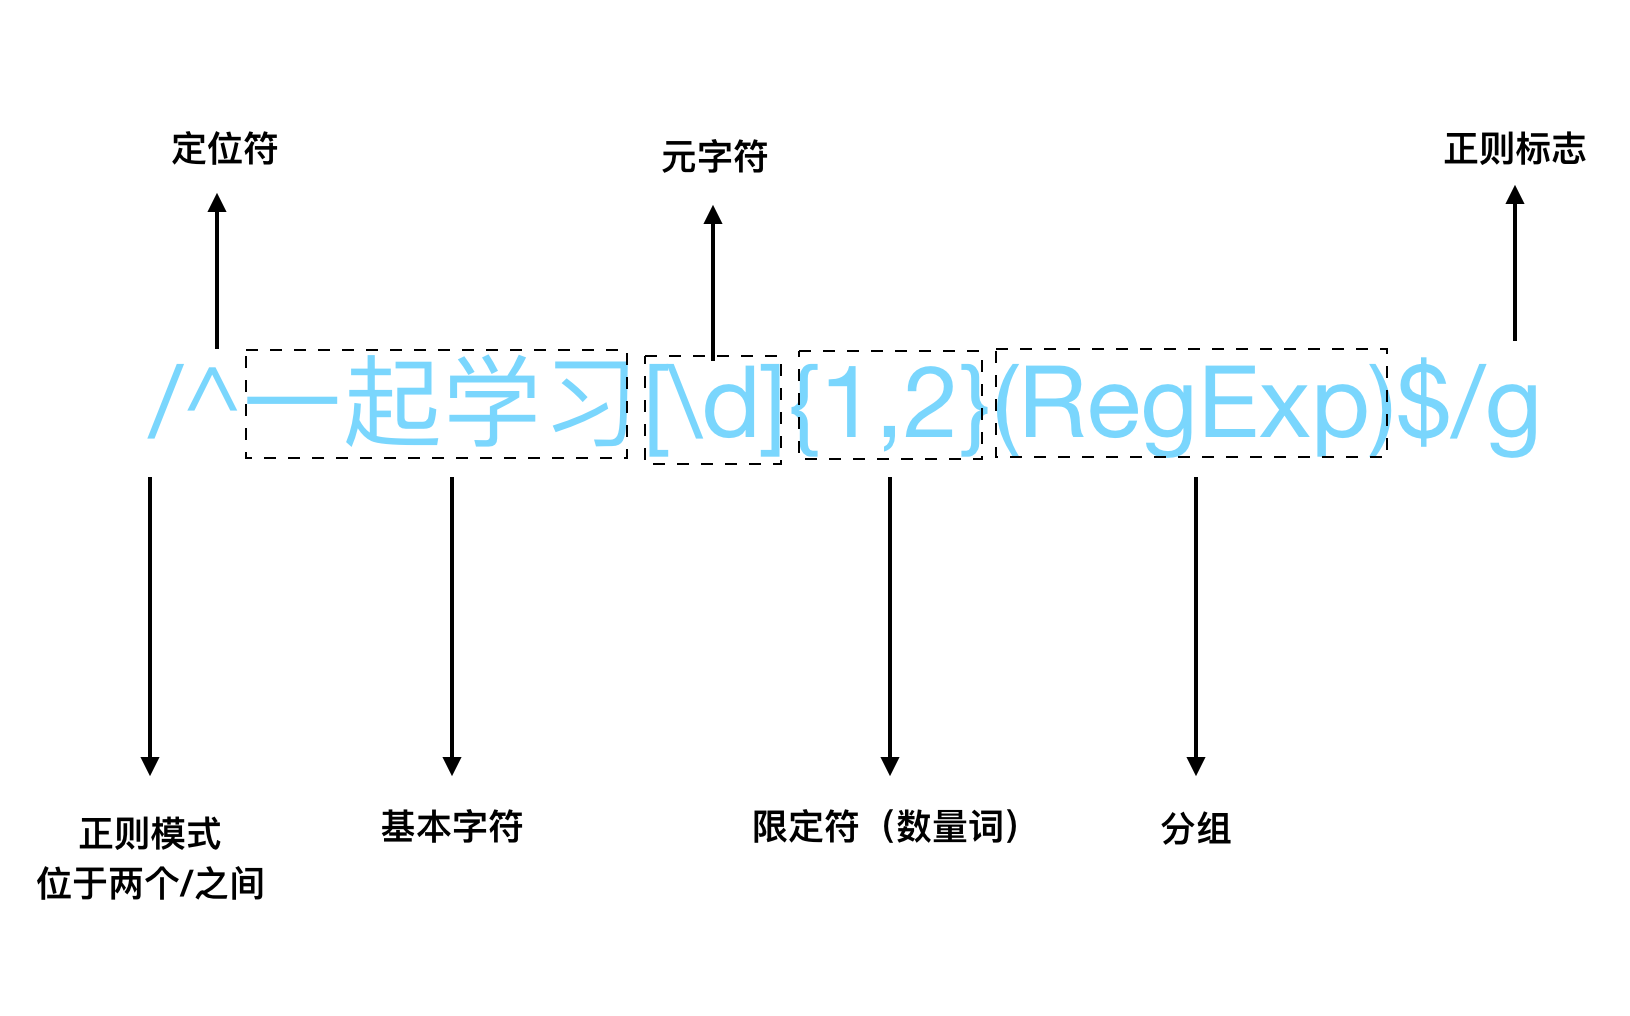 定位符
元字符
正则标志
/^一起学习[\d]{1,2}(RegExp)$/g
正则模式
位于两个/之间
基本字符
限定符（数量词）
分组